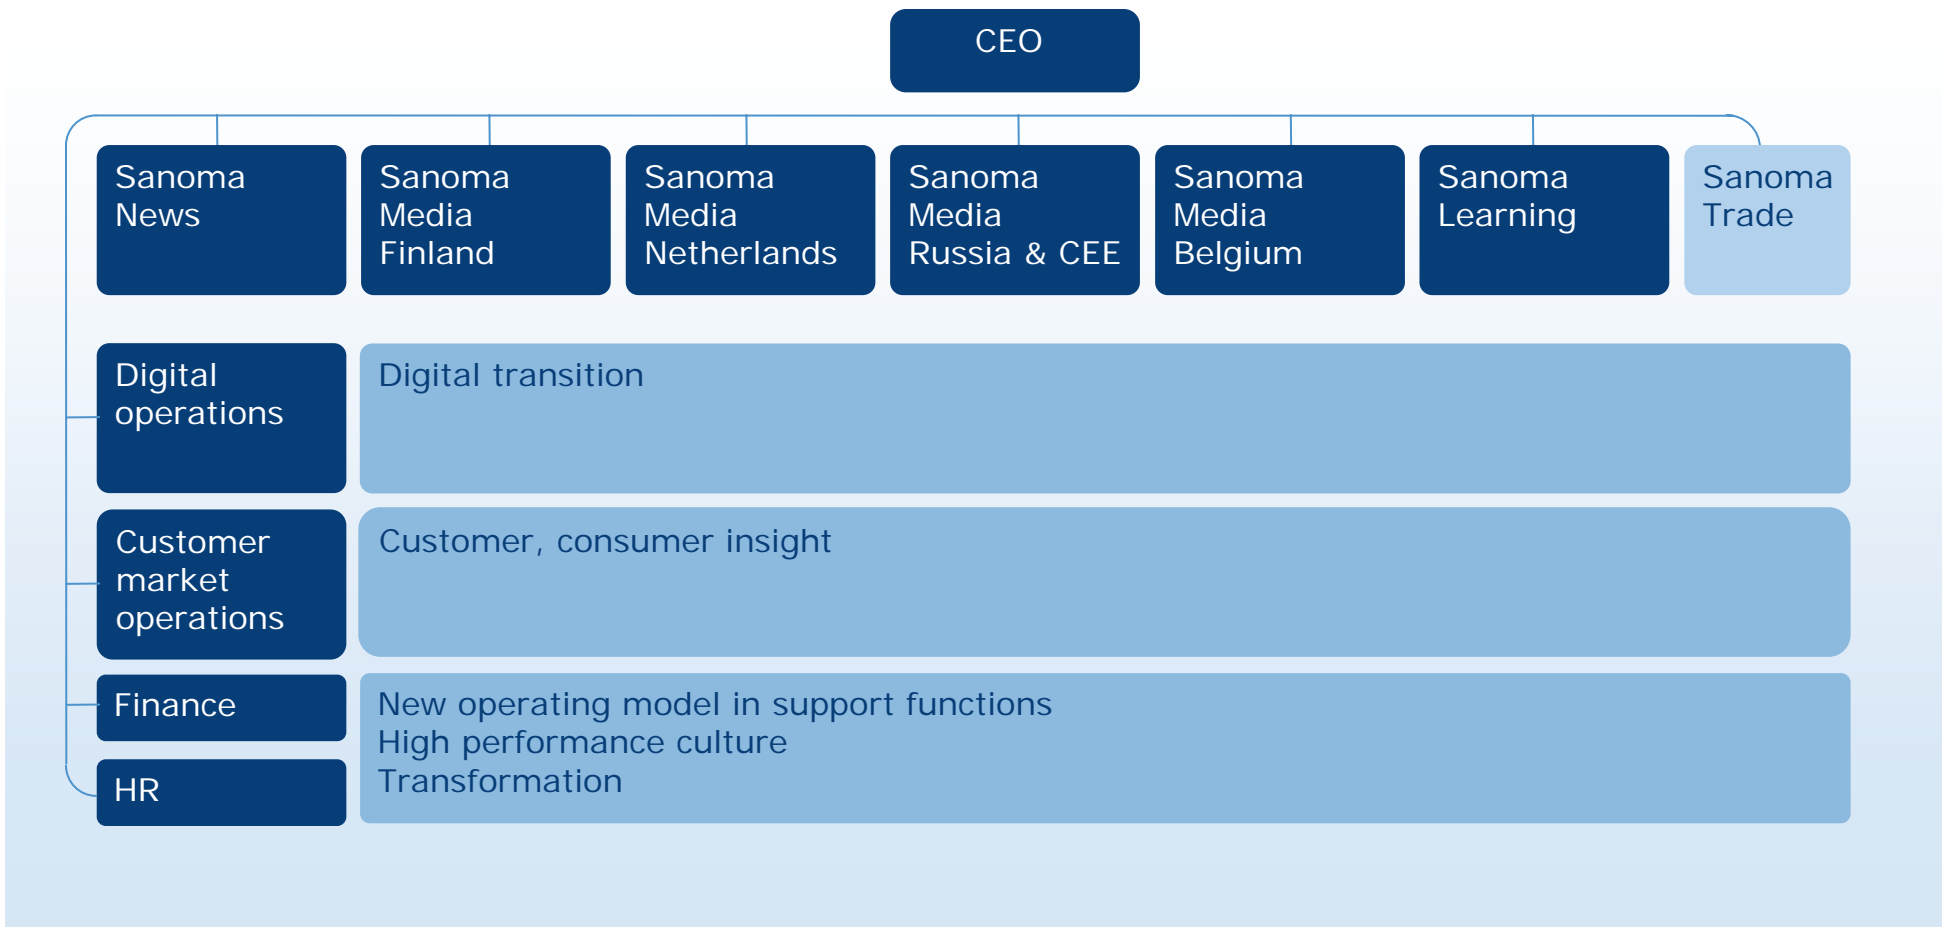 CEO
Sanoma
News
Sanoma
Media
Finland
Sanoma
Media
Netherlands
Sanoma
Media
Russia & CEE
Sanoma
Media
Belgium
Sanoma
Learning
Sanoma
Trade
Digital
operations
Digital transition
Customer
market
operations
Customer, consumer insight
Finance
HR
New operating model in support functions
High performance culture
Transformation